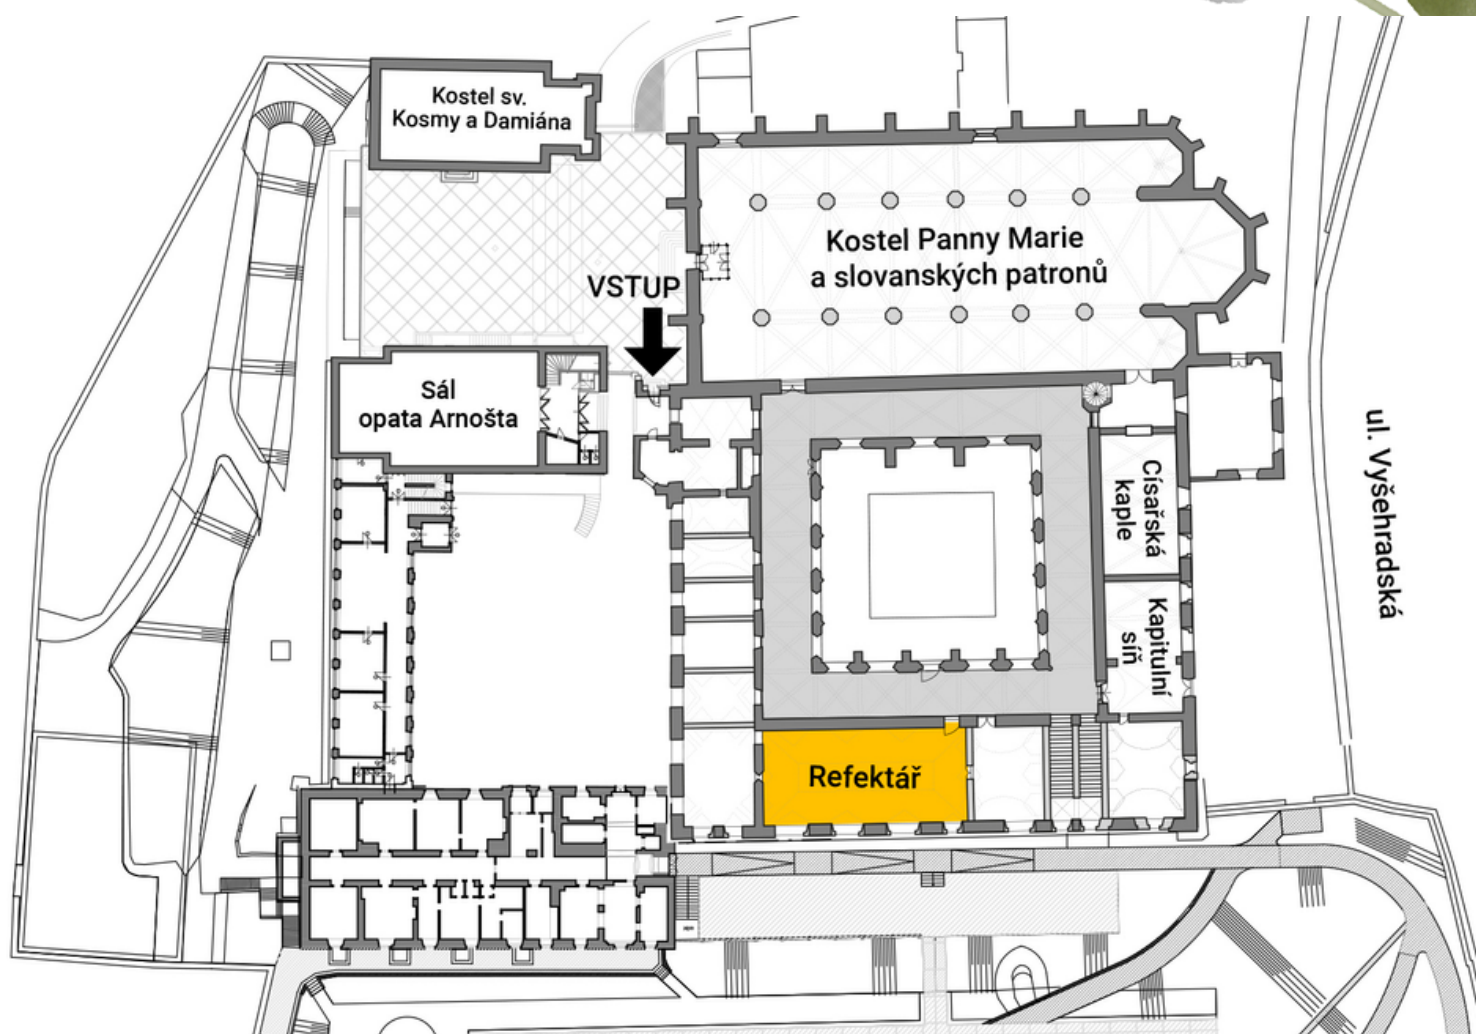 Kostel sv.
Kosmy a Damiána
Kostel Panny Marie
a slovanských patronů
VSTUP
Sál
opata Arnošta
Císařská
kaple
Kapitulní
síň
ul. Vyšehradská
Refektář